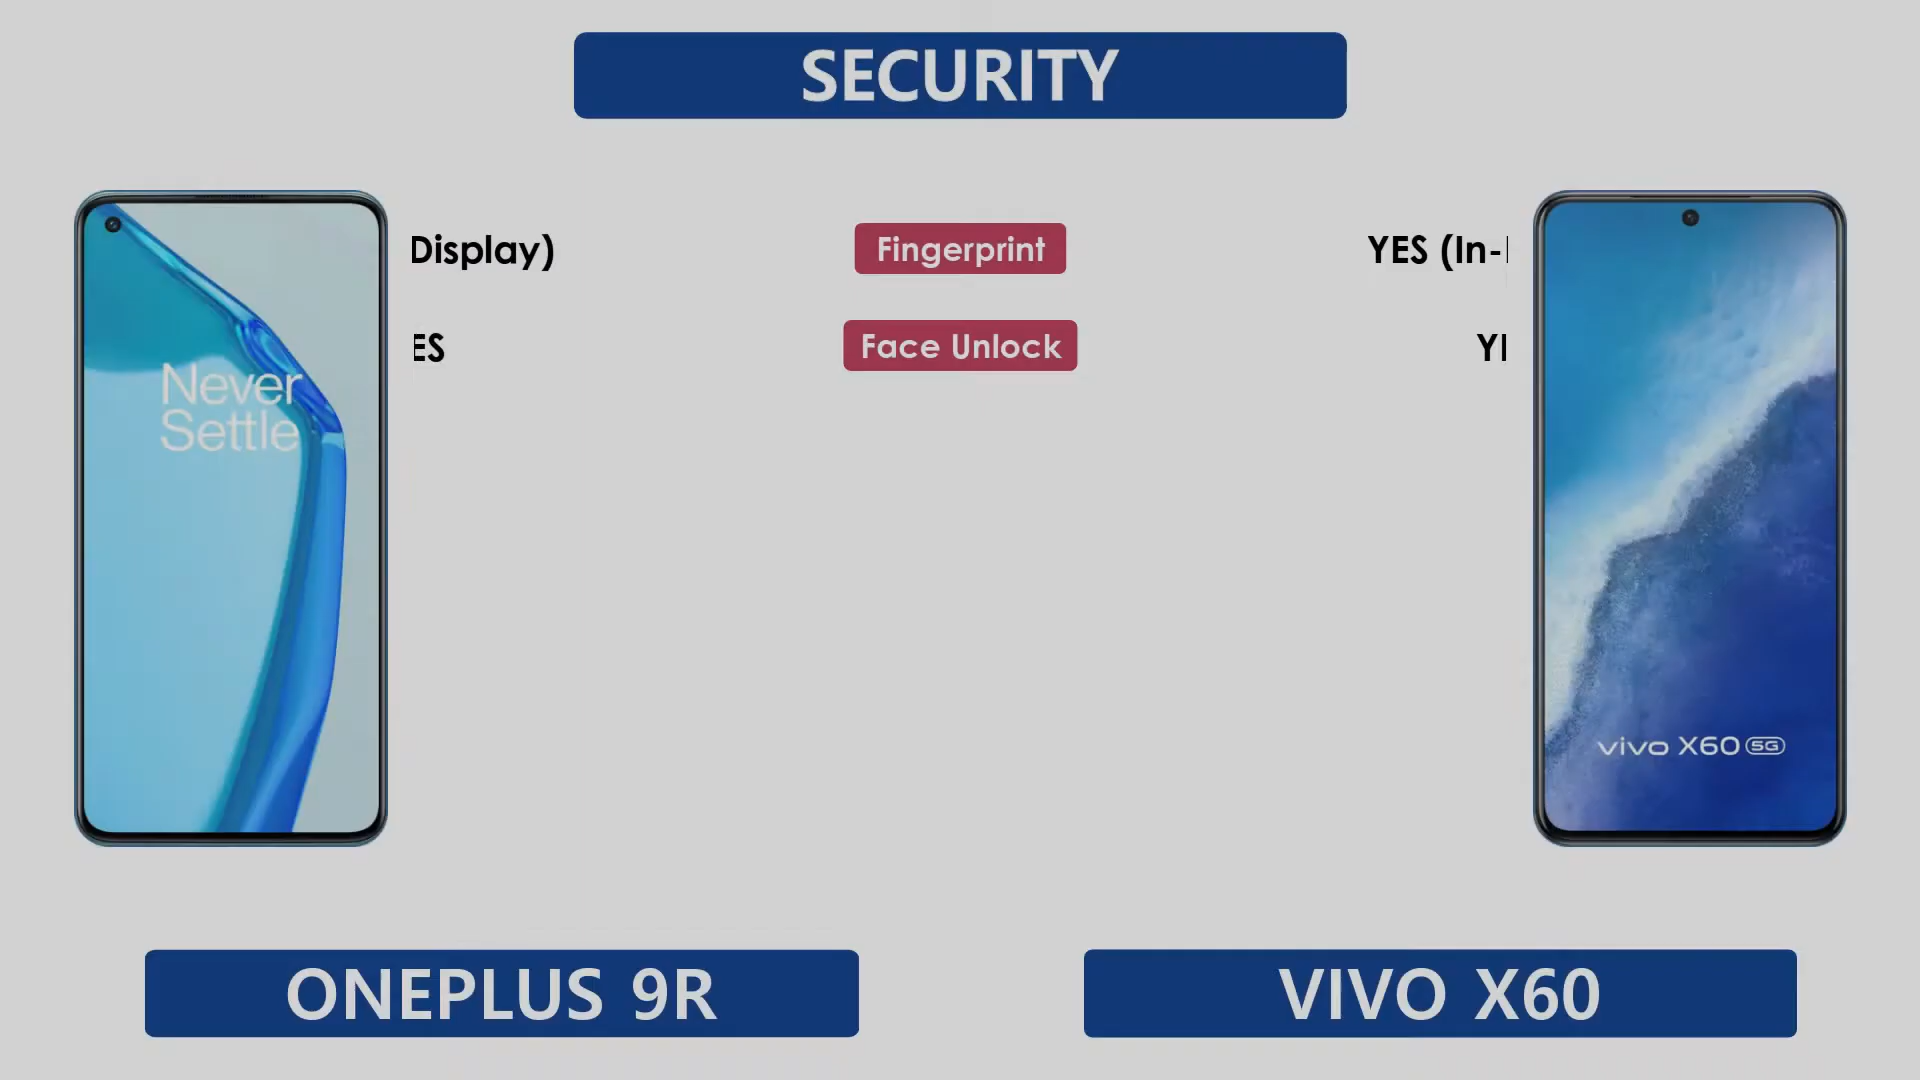 SECURITY
Display) Fingerprint YES (In-
ES Face Unlock Y
Never
Settle
vivo X60 5G
ONEPLUS 9R VIVO X60